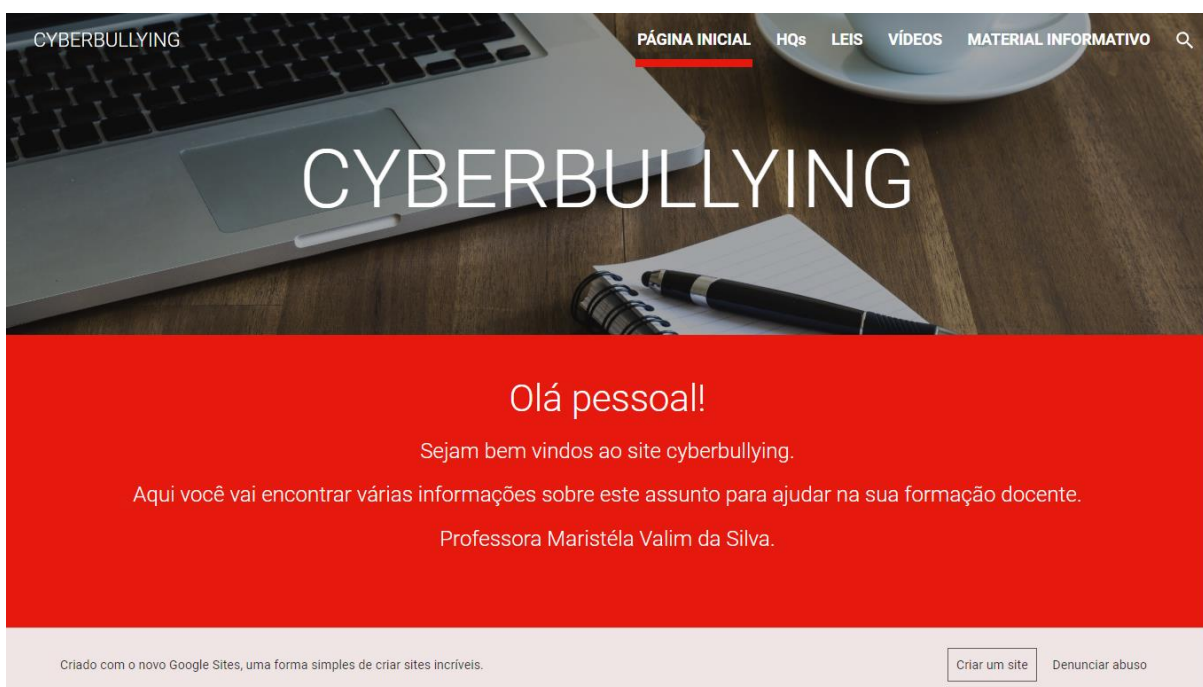 CYBERBULLYING
PÁGINA INICIAL HQs LEIS VÍDEOS MATERIAL INFORMATIVO
CYBERBULLYING
Olá pessoal!
Sejam bem vindos ao site cyberbullying.
Aqui você vai encontrar várias informações sobre este assunto para ajudar na sua formação docente.
Professora Maristéla Valim da Silva.
Criado com o novo Google Sites, uma forma simples de criar sites incríveis.
Criar um site Denunciar abuso